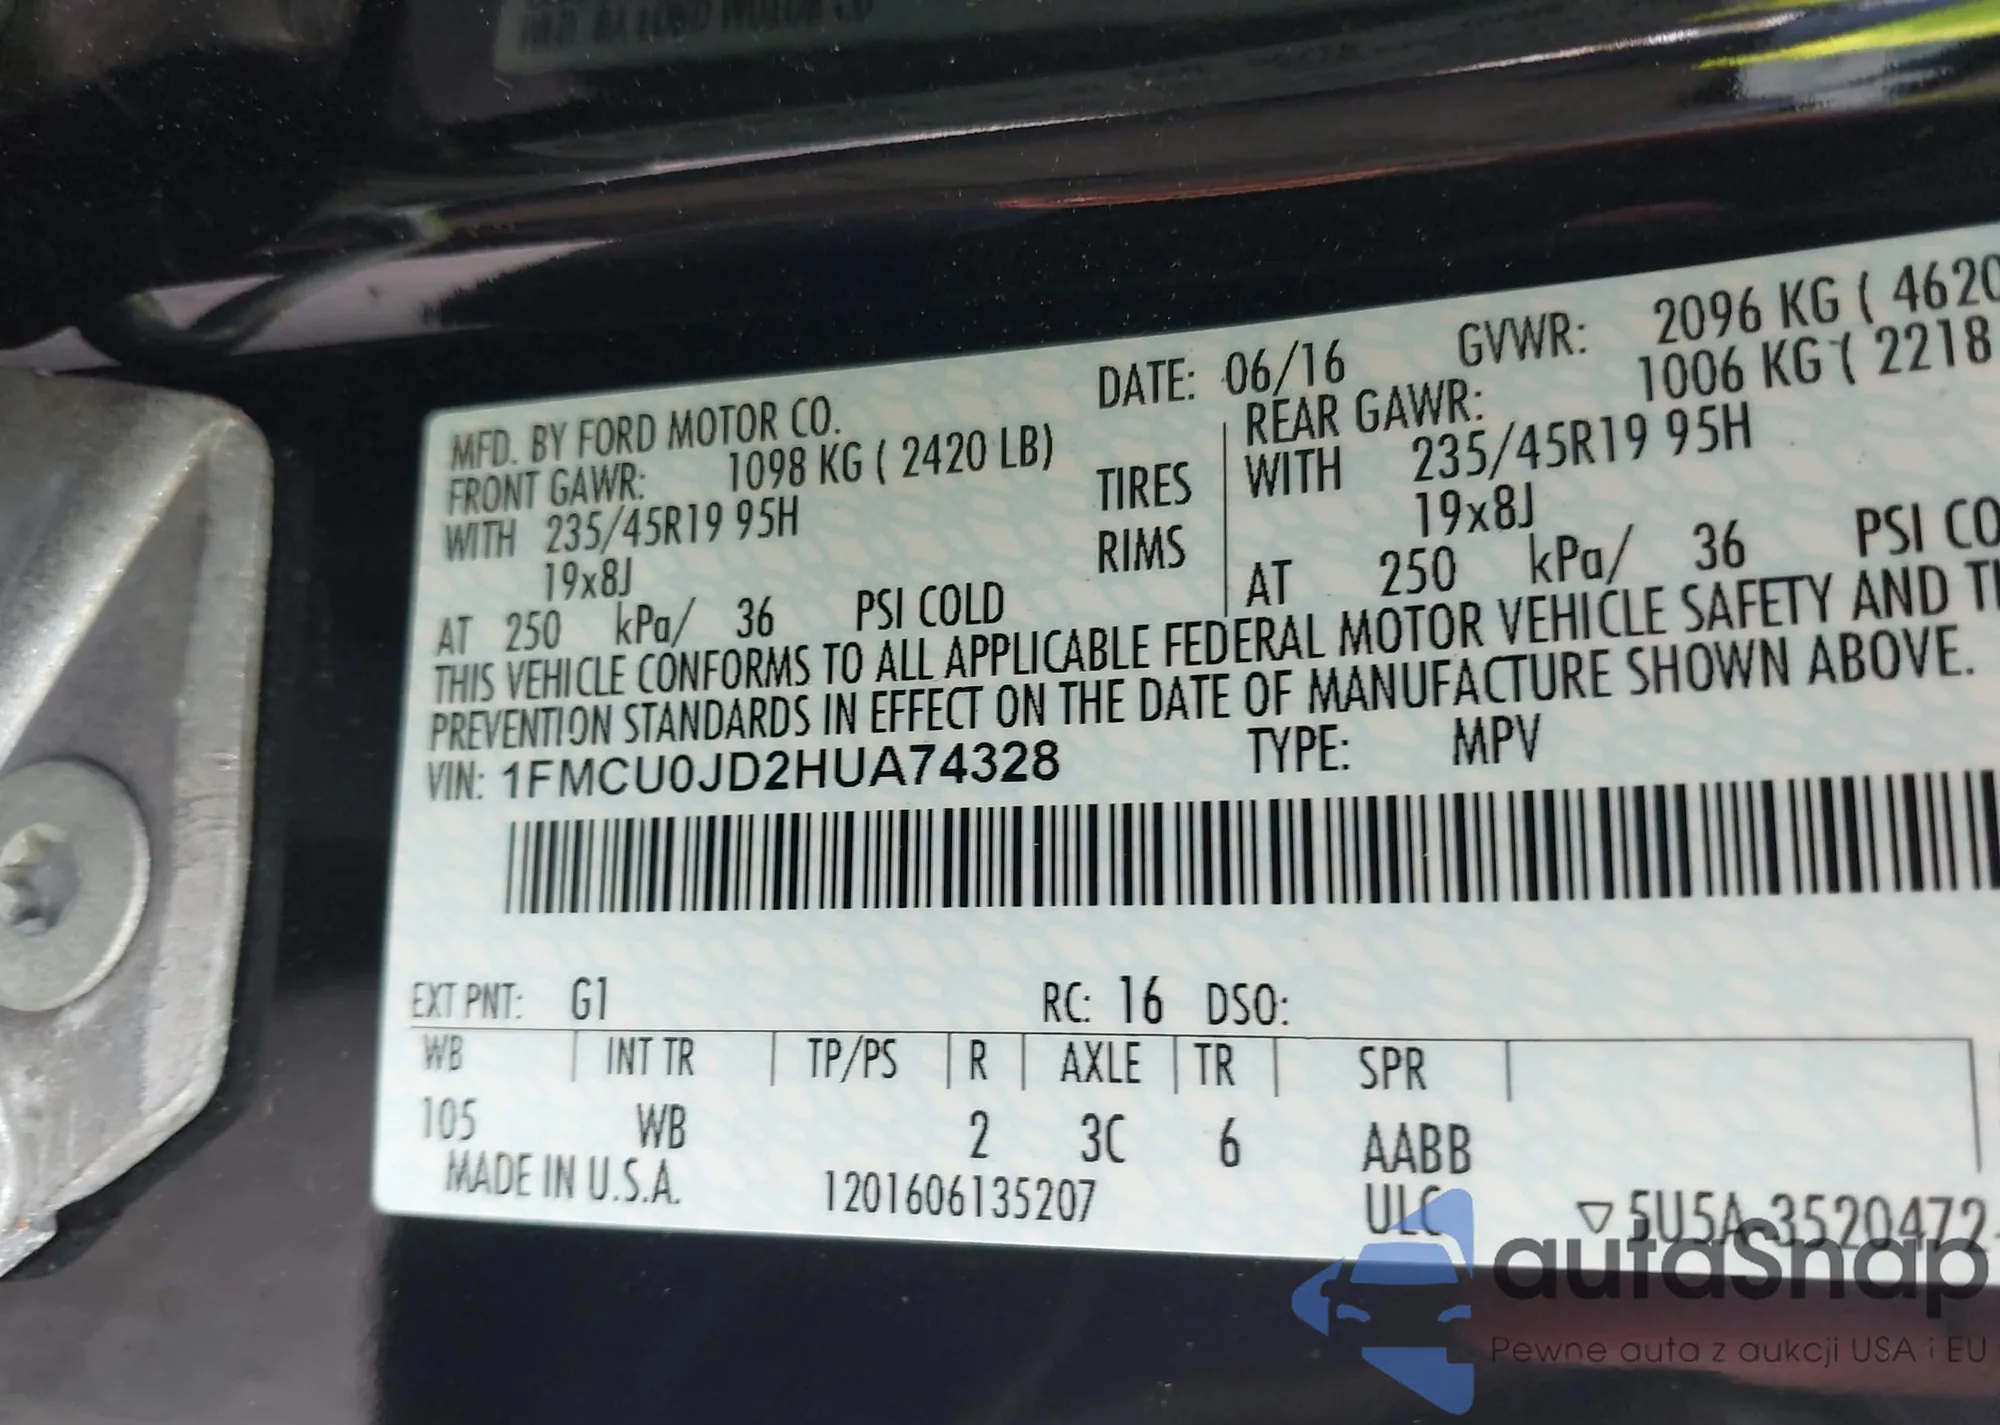 MFD. BY FORD MOTOR CO.
DATE: 06/16
GVWR: 2096 KG ( 4620
FRONT GAWR: 1098 KG ( 2420 LB)
REAR GAWR: 1006 KG ( 2218
WITH 235/45R19 95H
TIRES
WITH 235/45R19 95H
19x8J
RIMS
19x8J
AT 250 kPa/ 36 PSI COLD
AT 250 kPa/ 36 PSI CO
THIS VEHICLE CONFORMS TO ALL APPLICABLE FEDERAL MOTOR VEHICLE SAFETY AND T
PREVENTION STANDARDS IN EFFECT ON THE DATE OF MANUFACTURE SHOWN ABOVE.
VIN: 1FMCU0JD2HUA74328
TYPE: MPV
EXT PNT: G1
RC: 16 DSO:
WB INT TR TP/PS R AXLE TR SPR
105 WB 2 3C 6 AABB
MADE IN U.S.A.
1201606135207
ULC
▽ 5U5A-3520472
autoSnap
Pewne auta z aukcji USA i EU